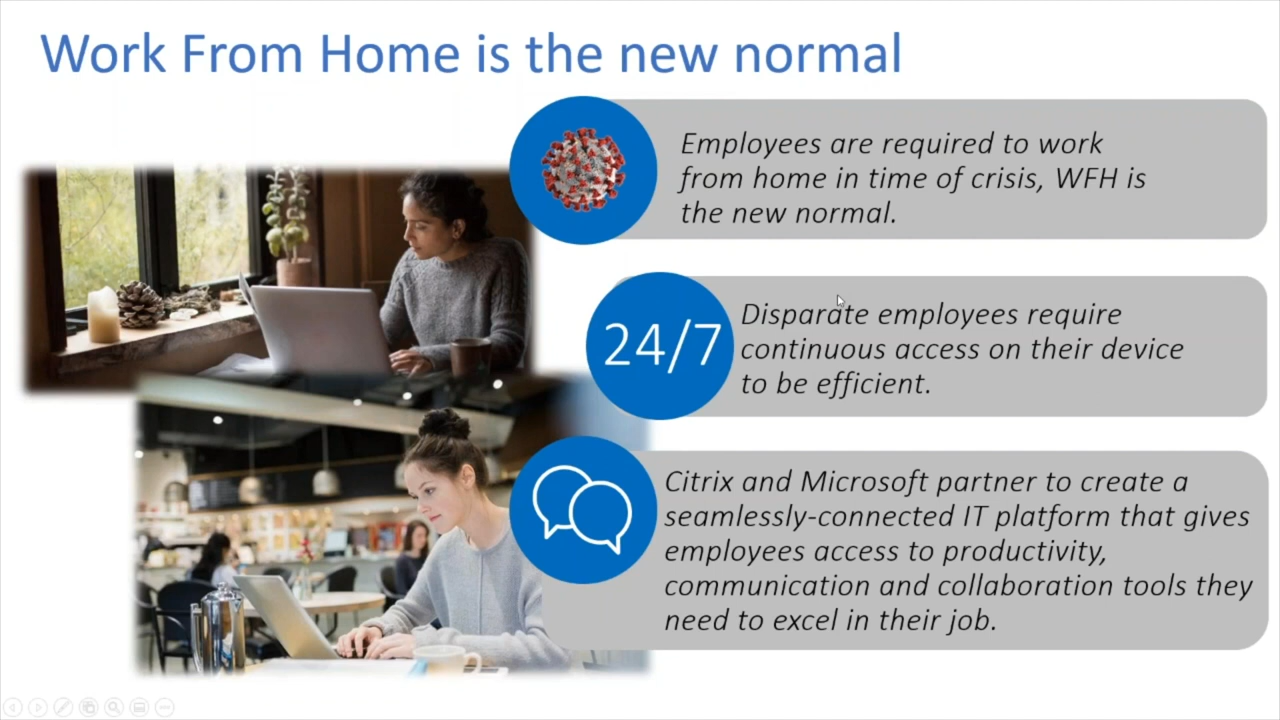 Work From Home is the new normal
Employees are required to work
from home in time of crisis, WFH is
the new normal.
24/7
Disparate employees require
continuous access on their device
to be efficient.
Citrix and Microsoft partner to create a
seamlessly-connected IT platform that gives
employees access to productivity,
communication and collaboration tools they
need to excel in their job.